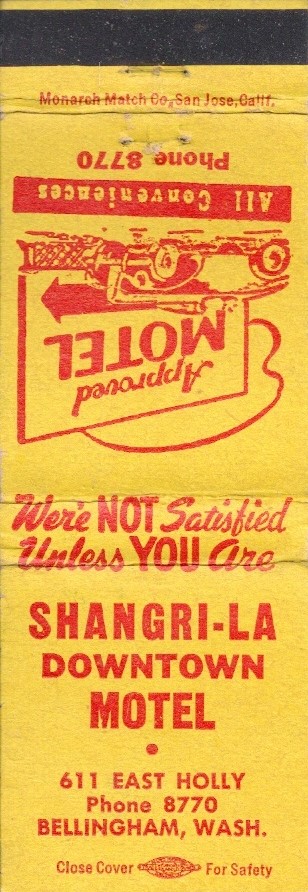 Monarch Match Co., San Jose, Calif.
Phone 8770
All Conveniences
MOTEL
Approved
We're NOT Satisfied
Unless YOU Are
SHANGRI-LA
DOWNTOWN
MOTEL
•
611 EAST HOLLY
Phone 8770
BELLINGHAM, WASH.
Close Cover For Safety